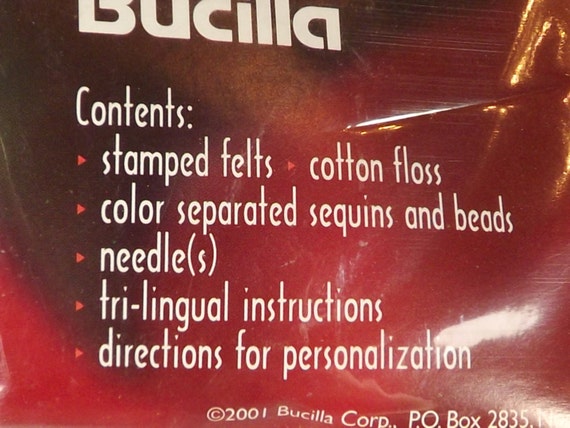 Bucilla
Contents:
‣ stamped felts ‣ cotton floss
‣ color separated sequins and beads
‣ needle(s)
‣ tri-lingual instructions
‣ directions for personalization
©2001 Bucilla Corp., P.O. Box 2835,